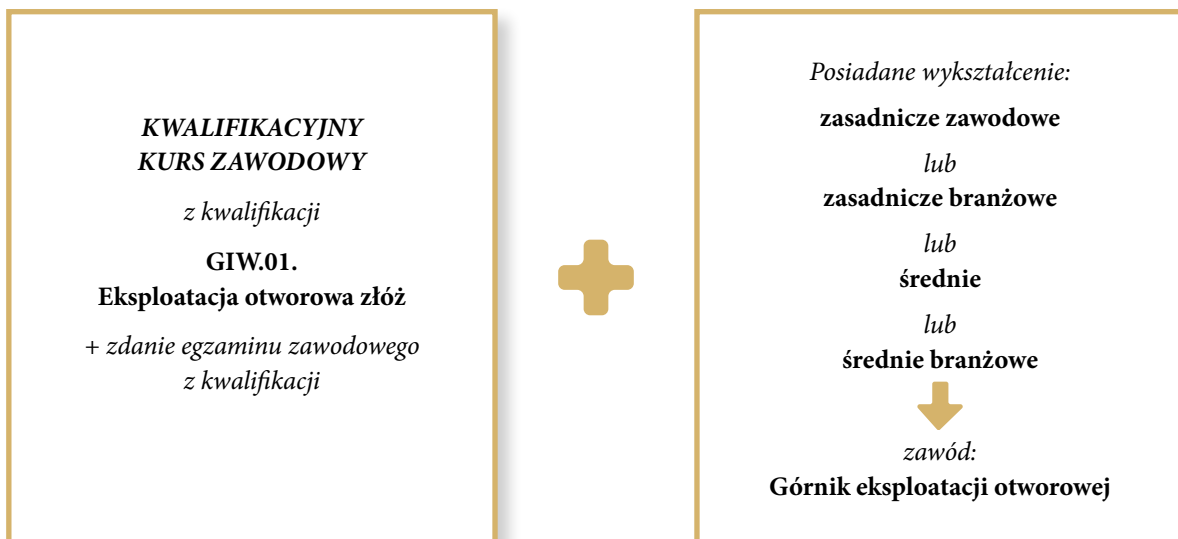 KWALIFIKACYJNY
KURS ZAWODOWY
z kwalifikacji
GIW.01.
Eksploatacja otworowa złóż
+ zdanie egzaminu zawodowego
z kwalifikacji
Posiadane wykształcenie:
zasadnicze zawodowe
lub
zasadnicze branżowe
lub
średnie
lub
średnie branżowe
zawód:
Górnik eksploatacji otworowej